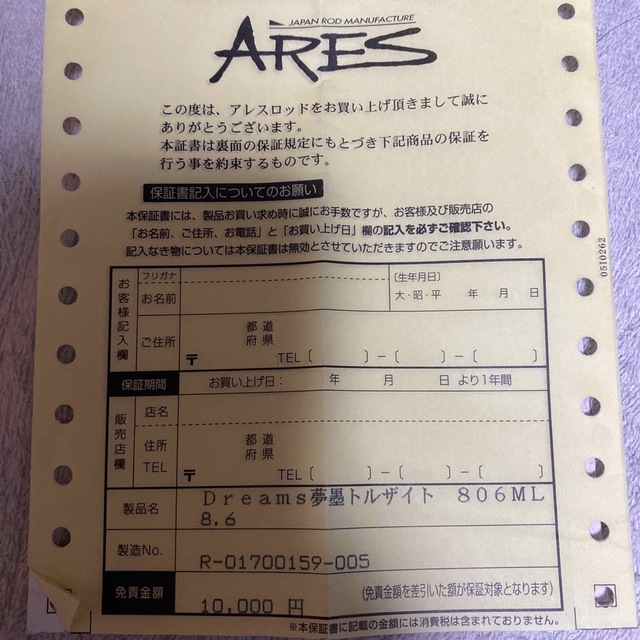 JAPAN ROD MANUFACTURE
ARES
この度は、アレスロッドをお買い上げ頂きまして誠に
ありがとうございます。
本証書は裏面の保証規定にもとづき下記商品の保証を
行う事を約束するものです。
保証書記入についてのお願い
本保証書には、製品お買い求め時に誠にお手数ですが、お客様及び販売店の
「お名前、ご住所、お電話」と「お買い上げ日」欄の記入を必ずご確認下さい。
記入なき物については本保証書は無効とさせていただきますのでご注意願います。
0510262
お客様記入欄
フリガナ
お名前
〔生年月日〕
大・昭・平 年 月 日
ご住所
都 道
府 県
〒 TEL〔 〕－〔 〕－〔 〕
保証期間 お買い上げ日： 年 月 日 より1年間
販売店欄
店名
住所
TEL
都 道
府 県
〒 TEL〔 〕－〔 〕－〔 〕
製品名 Dreams夢墨トルザイト 806ML
8.6
製造No. R-01700159-005
免責金額 10,000 円 (免責金額を差引いた額が保証対象となります)
※本保証書に記載の金額には消費税は含まれておりません。